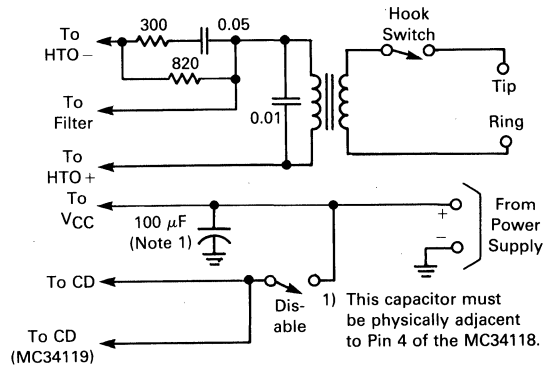 To
HTO−
300
0.05
820
Hook
Switch
Tip
To
Filter
0.01
Ring
To
HTO+
To
VCC
100 μF
(Note 1)
+
−
From
Power
Supply
To CD
Dis-
able
1) This capacitor must
be physically adjacent
to Pin 4 of the MC34118.
To CD
(MC34119)